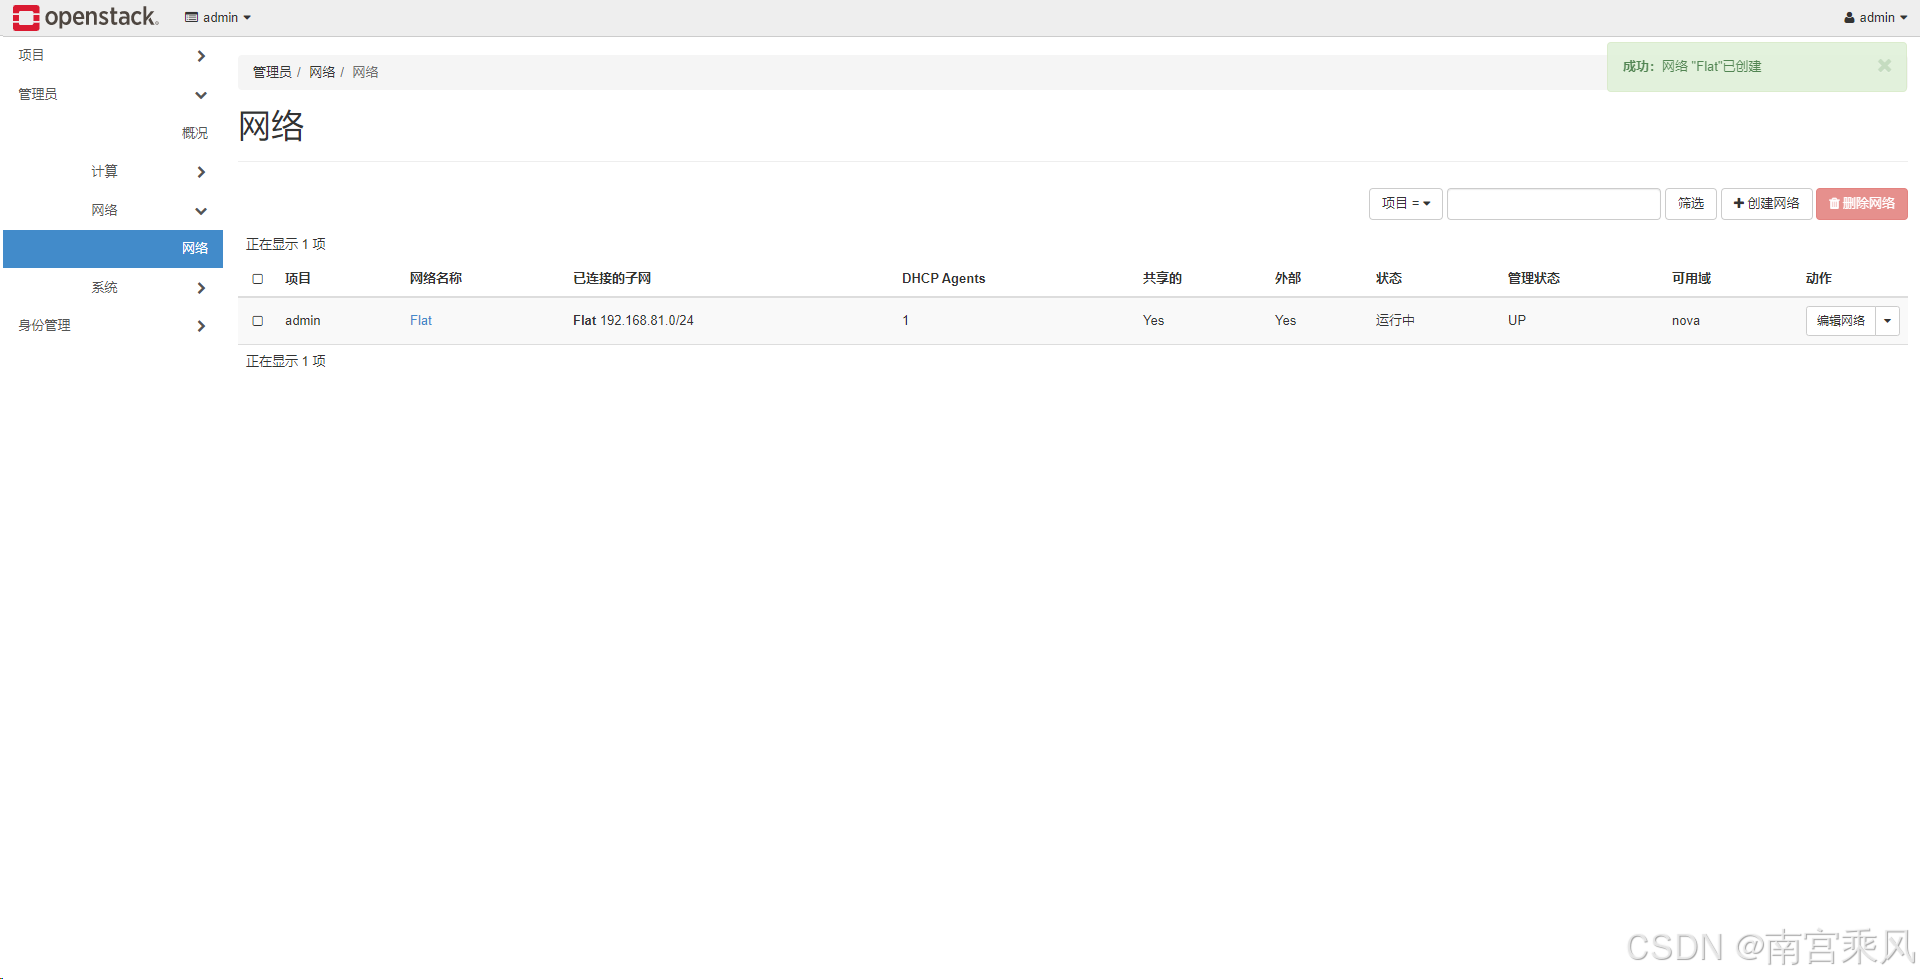 openstack. admin admin
项目
管理员
概况
计算
网络
网络
系统
身份管理
管理员 / 网络 / 网络
成功：网络 "Flat"已创建
网络
项目 = 筛选 创建网络 删除网络
正在显示 1 项
项目 网络名称 已连接的子网 DHCP Agents 共享的 外部 状态 管理状态 可用域 动作
admin Flat Flat 192.168.81.0/24 1 Yes Yes 运行中 UP nova 编辑网络
正在显示 1 项
CSDN @南宫乘风